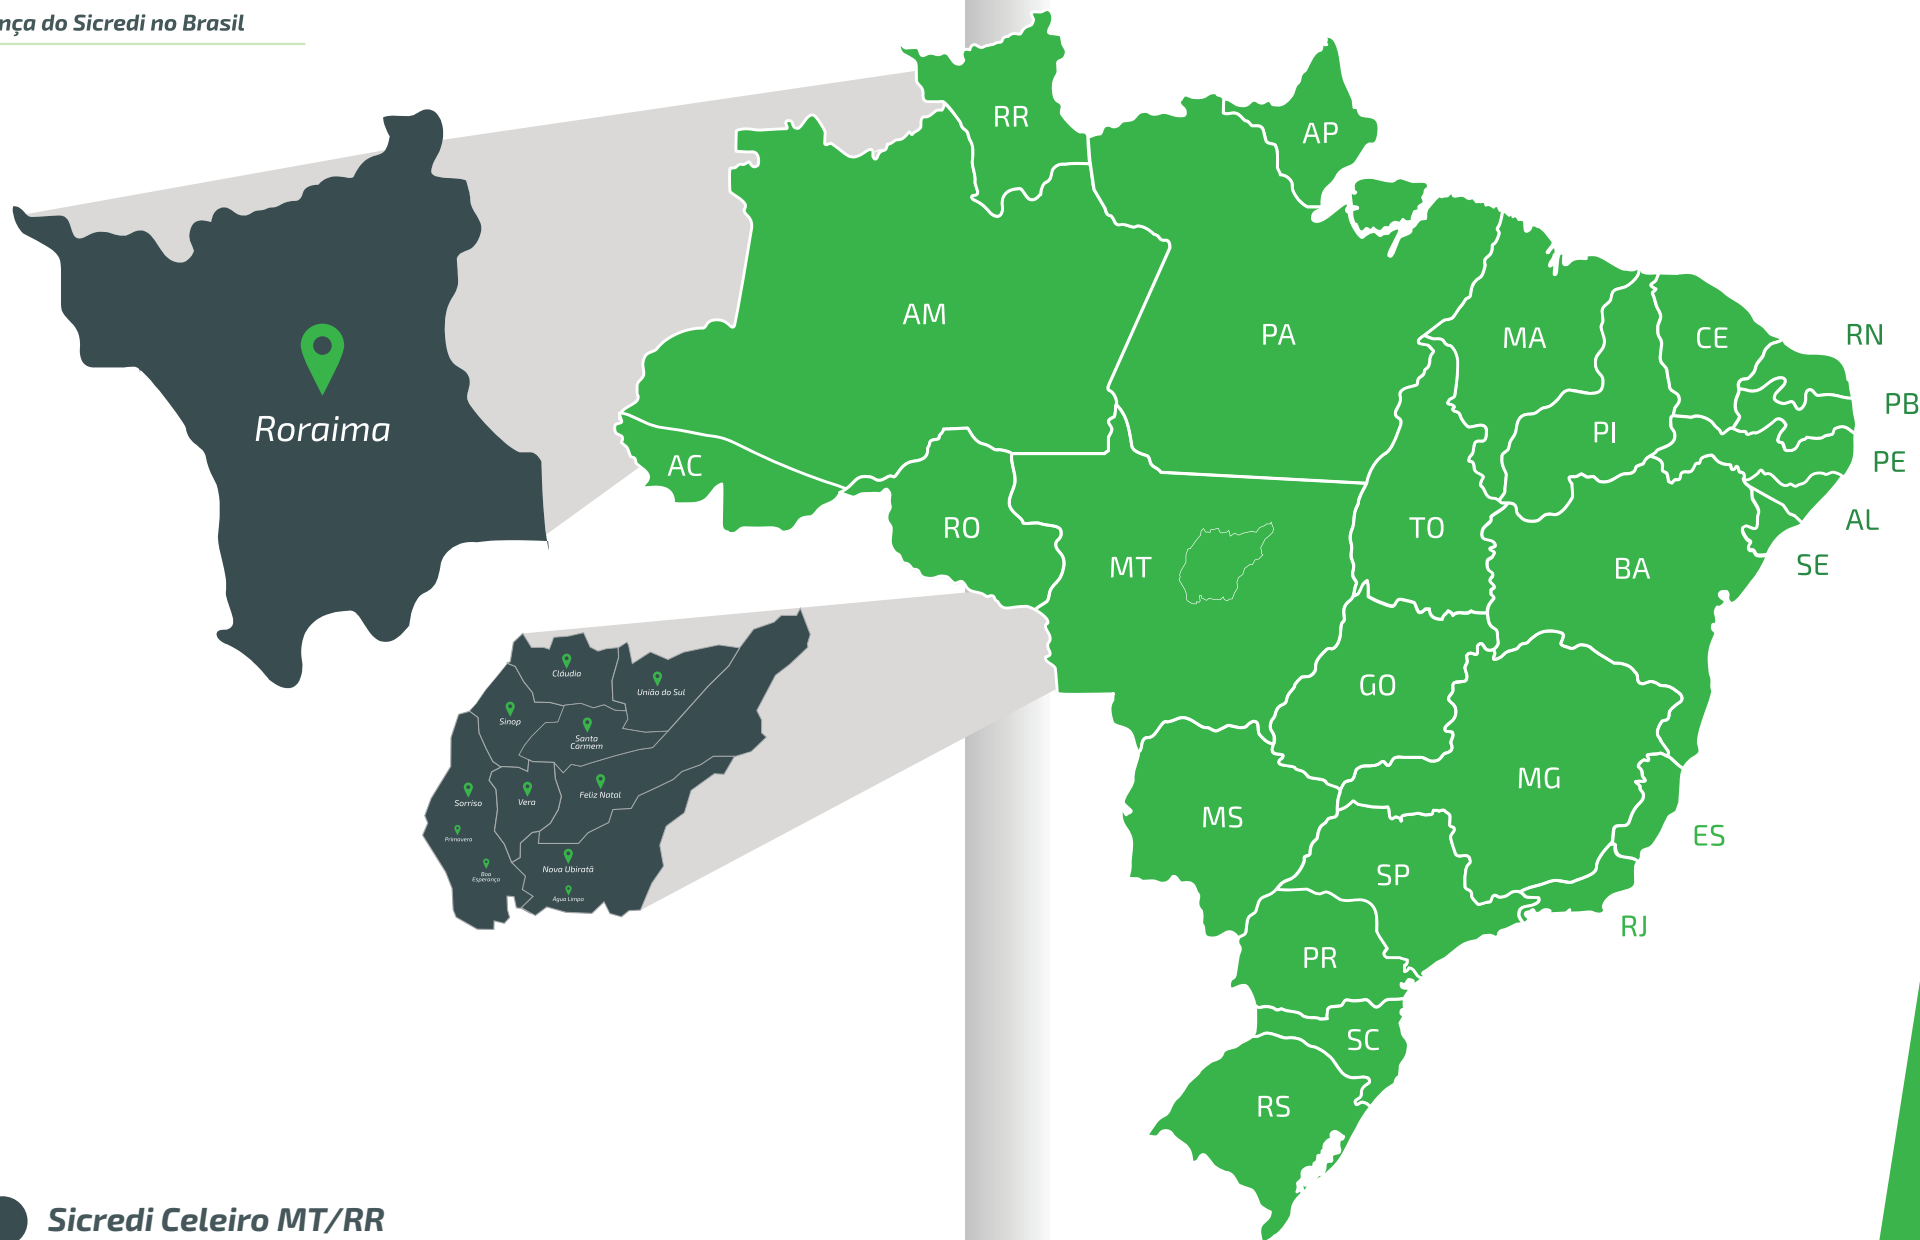 nça do Sicredi no Brasil
RR
AP
AM
PA
MA
CE
RN
PB
PI
PE
AC
AL
RO
TO
MT
BA
SE
Roraima
GO
MG
MS
ES
SP
RJ
PR
SC
RS
Cláudia
União do Sul
Sinop
Santa
Carmem
Sorriso
Vera
Feliz Natal
Primavera
Boa
Esperança
Nova Ubiratã
Água Limpa
Sicredi Celeiro MT/RR